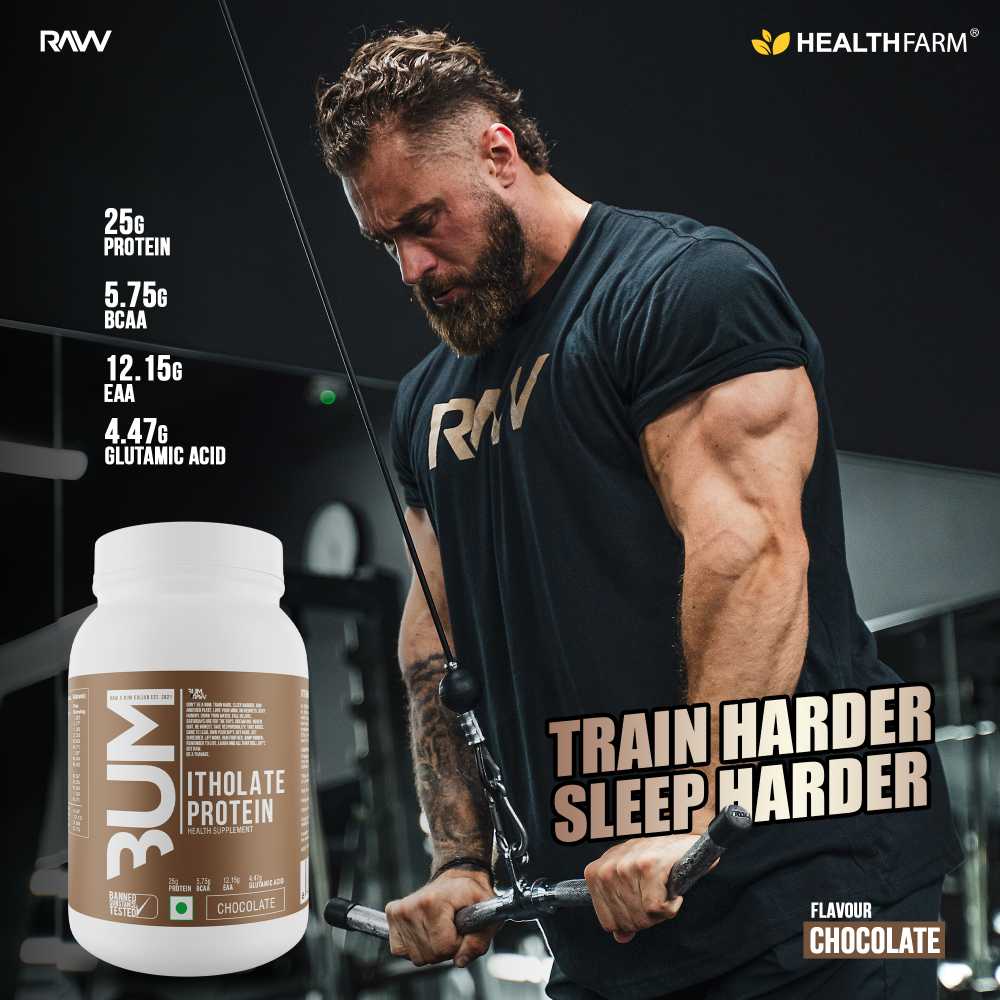 RAW
HEALTHFARM®
25G
PROTEIN
5.75G
BCAA
12.15G
EAA
4.47G
GLUTAMIC ACID
RAW
BUM
ITHOLATE
PROTEIN
HEALTH SUPPLEMENT
25g
PROTEIN
5.75g
BCAA
12.15g
EAA
4.47g
GLUTAMIC ACID
BANNED
SUBSTANCE
TESTED
CHOCOLATE
TRAIN HARDER
SLEEP HARDER
FLAVOUR
CHOCOLATE